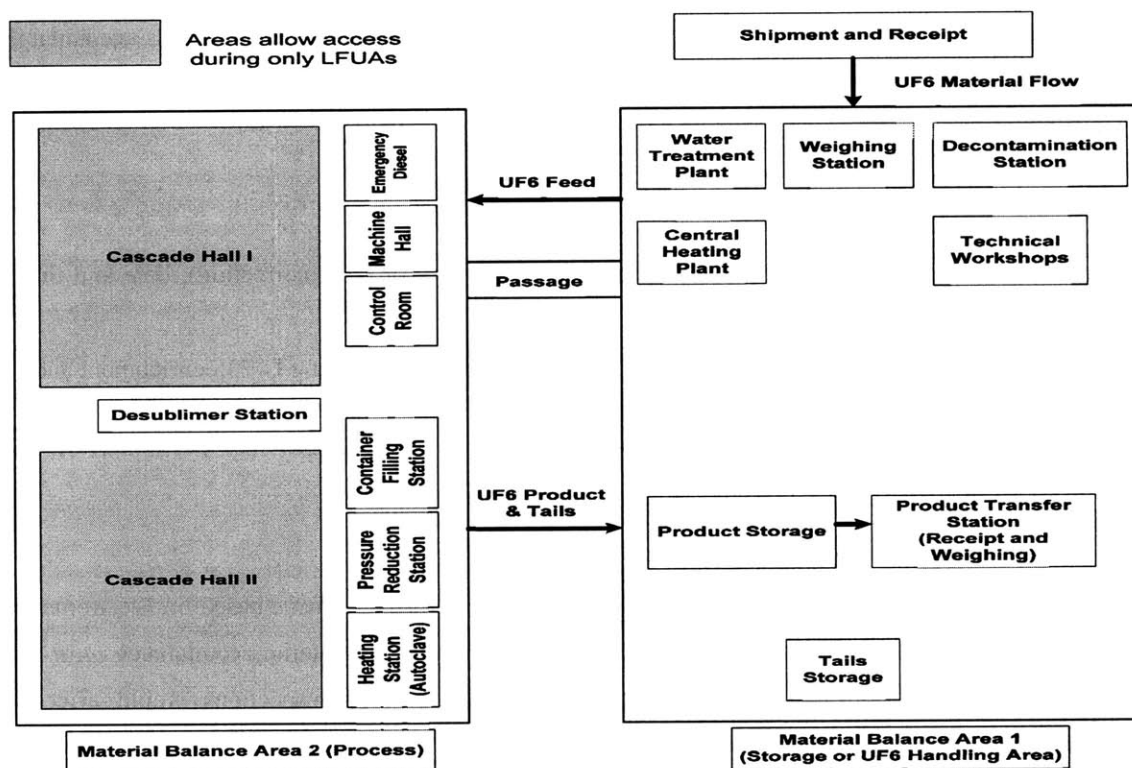 Areas allow access
during only LFUAs
Shipment and Receipt
UF6 Material Flow
Cascade Hall I
Emergency
Diesel
Machine
Hall
Control
Room
Desublimer Station
Cascade Hall II
Container
Filling
Station
Pressure
Reduction
Station
Heating
Station
(Autoclave)
Material Balance Area 2 (Process)
UF6 Feed
Passage
UF6 Product
& Tails
Water
Treatment
Plant
Weighing
Station
Decontamination
Station
Central
Heating
Plant
Technical
Workshops
Product Storage
Product Transfer
Station
(Receipt and
Weighing)
Tails
Storage
Material Balance Area 1
(Storage or UF6 Handling Area)